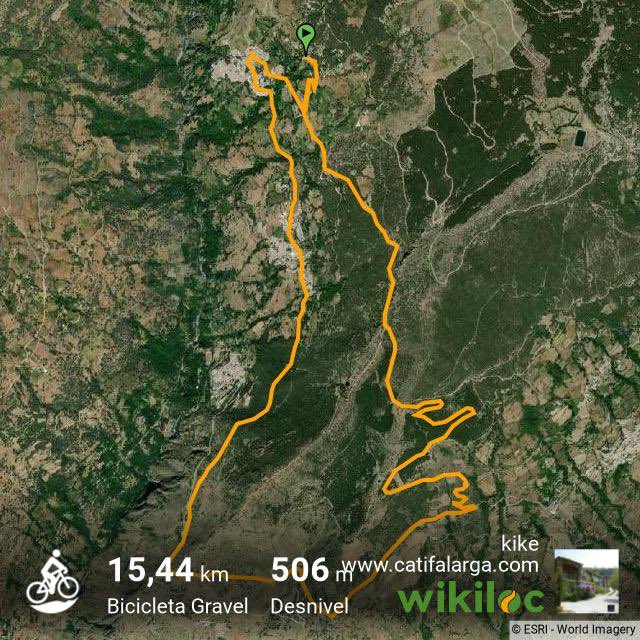 kike
www.catifalarga.com
15,44 km
506 m
Bicicleta Gravel
Desnivel
wikiloc
© ESRI - World Imagery